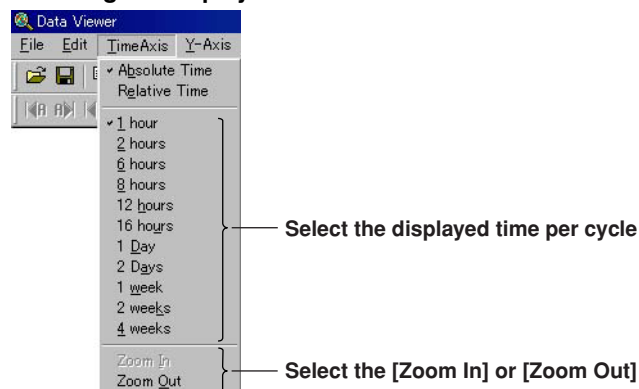 Data Viewer
File Edit TimeAxis Y-Axis
Absolute Time
Relative Time
1 hour
2 hours
6 hours
8 hours
12 hours
16 hours
1 Day
2 Days
1 week
2 weeks
4 weeks
Select the displayed time per cycle
Zoom In
Zoom Out
Select the [Zoom In] or [Zoom Out]